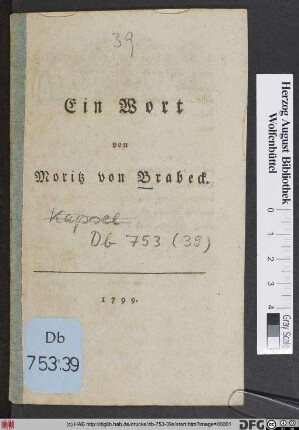 39
Ein Wort
von
Moritz von Brabeck.
Kapsel
Db 753 (39)
1799.
Db
753:39
Herzog August Bibliothek
Wolfenbüttel
0
1
2
3
4
Gray Scale
(c) HAB http://diglib.hab.de/drucke/db-753-39s/start.htm?image=00001
DFG